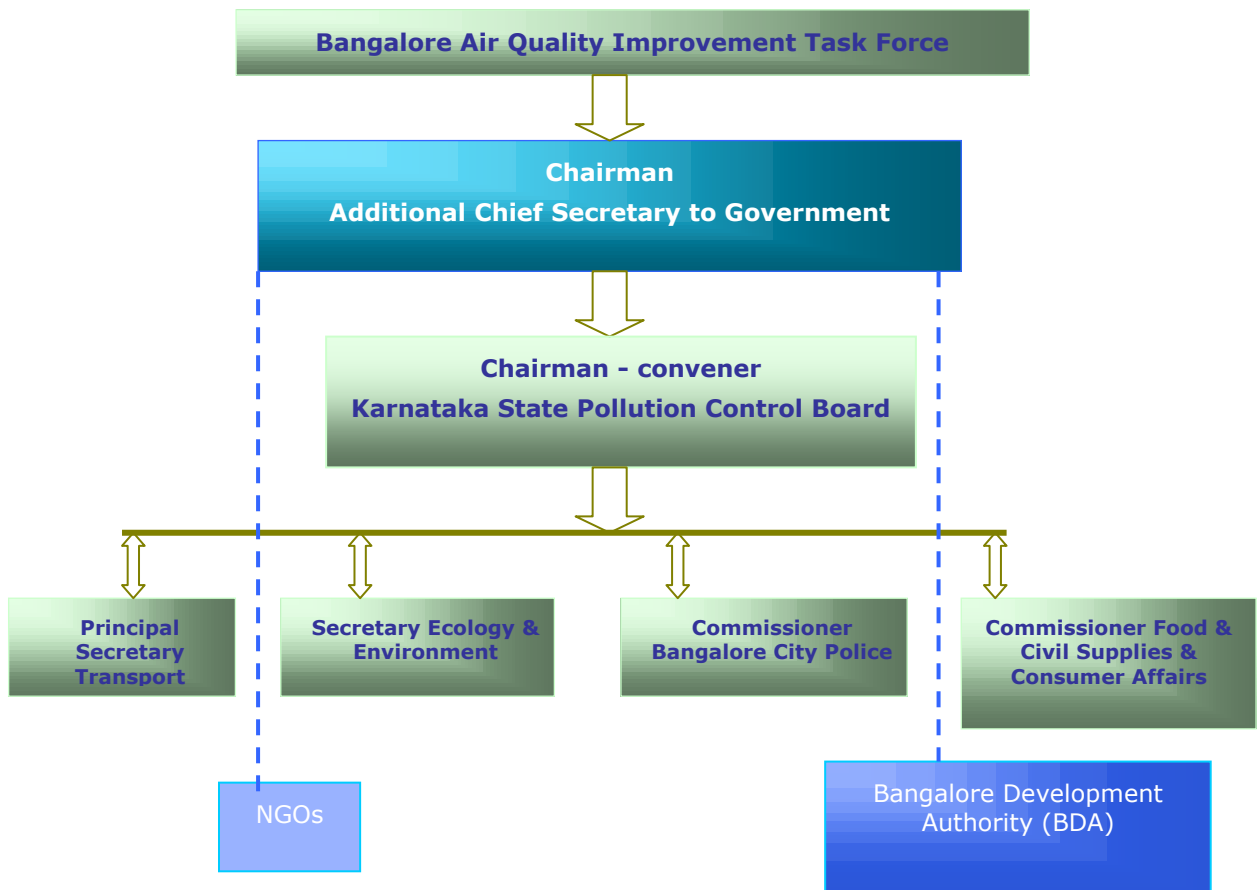 Bangalore Air Quality Improvement Task Force
Chairman
Additional Chief Secretary to Government
Chairman - convener
Karnataka State Pollution Control Board
Principal
Secretary
Transport
Secretary Ecology &
Environment
Commissioner
Bangalore City Police
Commissioner Food &
Civil Supplies &
Consumer Affairs
NGOs
Bangalore Development
Authority (BDA)